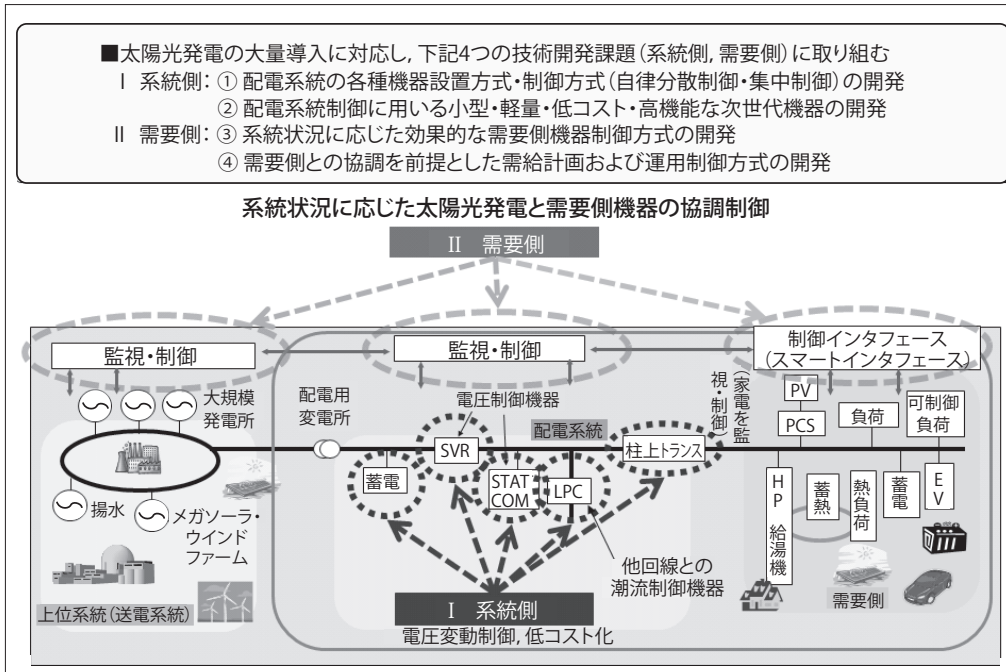 ■太陽光発電の大量導入に対応し,下記4つの技術開発課題(系統側,需要側)に取り組む
Ⅰ 系統側:① 配電系統の各種機器設置方式・制御方式(自律分散制御・集中制御)の開発
② 配電系統制御に用いる小型・軽量・低コスト・高機能な次世代機器の開発
Ⅱ 需要側:③ 系統状況に応じた効果的な需要側機器制御方式の開発
④ 需要側との協調を前提とした需給計画および運用制御方式の開発
系統状況に応じた太陽光発電と需要側機器の協調制御
Ⅱ 需要側
監視・制御
監視・制御
制御インタフェース
(スマートインタフェース)
大規模
発電所
配電用
変電所
電圧制御機器
配電系統
(家電を監
視・制御)
PV
PCS
負荷
可制御
負荷
SVR
柱上トランス
蓄電
STAT
COM
LPC
HP 給湯機
蓄熱
熱負荷
蓄電
EV
揚水
メガソーラ・
ウインド
ファーム
他回線との
潮流制御機器
需要側
上位系統(送電系統)
Ⅰ 系統側
電圧変動制御,低コスト化